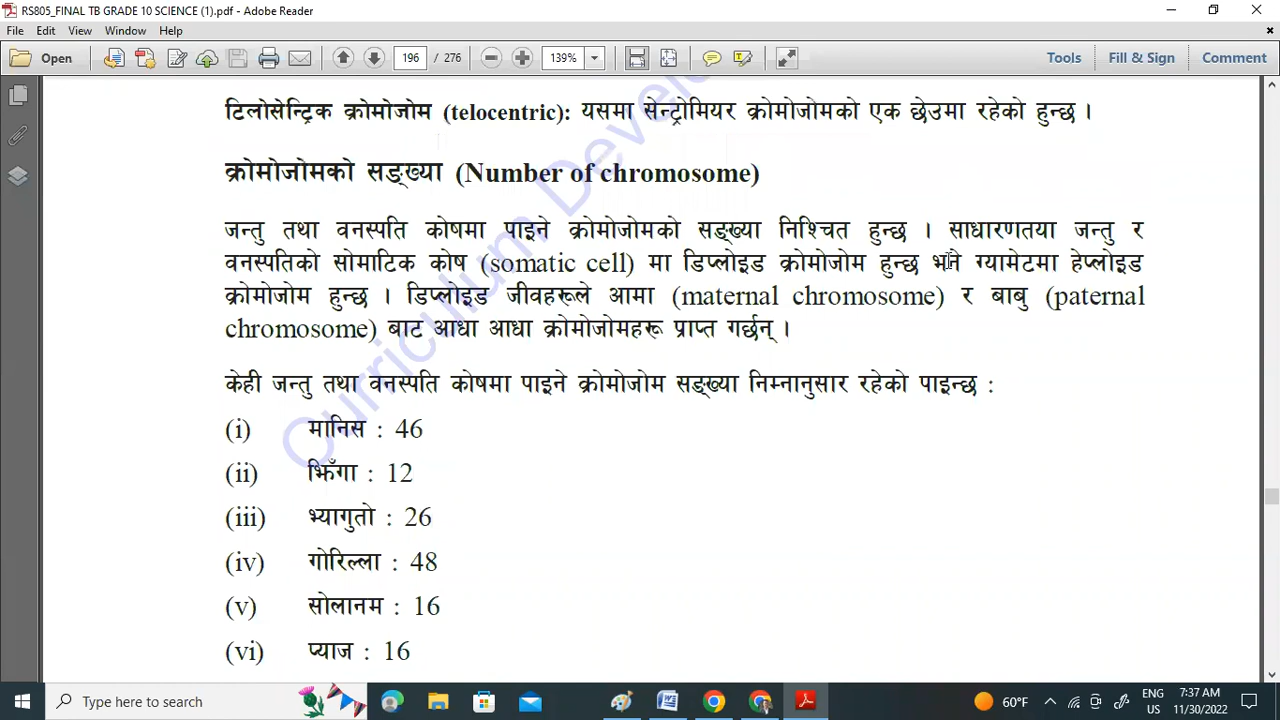 RS805_FINAL TB GRADE 10 SCIENCE (1).pdf - Adobe Reader
File Edit View Window Help
Open 196 / 276 139% Tools Fill & Sign Comment
टिलोसेन्ट्रिक क्रोमोजोम (telocentric): यसमा सेन्ट्रोमियर क्रोमोजोमको एक छेउमा रहेको हुन्छ ।
क्रोमोजोमको सङ्ख्या (Number of chromosome)
जन्तु तथा वनस्पति कोषमा पाइने क्रोमोजोमको सङ्ख्या निश्चित हुन्छ । साधारणतया जन्तु र
वनस्पतिको सोमाटिक कोष (somatic cell) मा डिप्लोइड क्रोमोजोम हुन्छ भने ग्यामेटमा हेप्लोइड
क्रोमोजोम हुन्छ । डिप्लोइड जीवहरूले आमा (maternal chromosome) र बाबु (paternal
chromosome) बाट आधा आधा क्रोमोजोमहरू प्राप्त गर्छन् ।
केही जन्तु तथा वनस्पति कोषमा पाइने क्रोमोजोम सङ्ख्या निम्नानुसार रहेको पाइन्छ :
(i) मानिस : 46
(ii) झिँगा : 12
(iii) भ्यागुतो : 26
(iv) गोरिल्ला : 48
(v) सोलानम : 16
(vi) प्याज : 16
Curriculum Develo
Type here to search 60°F ENG 7:37 AM
US 11/30/2022